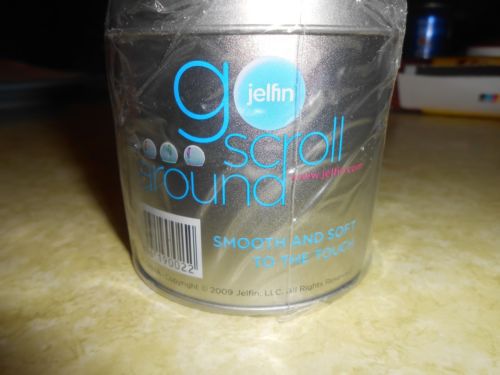 go
jelfin
scroll
around
www.jelfin.com
SMOOTH AND SOFT
TO THE TOUCH
490022
Copyright © 2009 Jelfin, LLC. All Rights